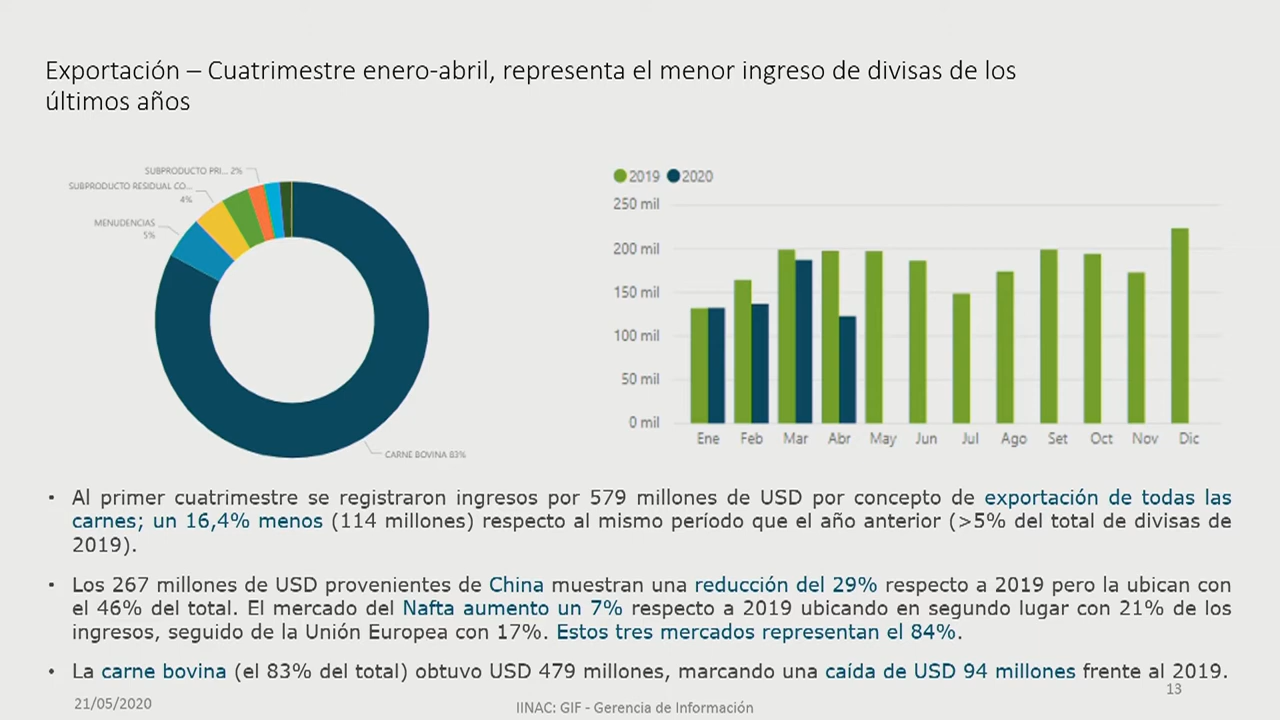 Exportación – Cuatrimestre enero-abril, representa el menor ingreso de divisas de los
últimos años
SUBPRODUCTO PRI... 2%
SUBPRODUCTO RESIDUAL CO...
4%
MENUDENCIAS
5%
CARNE BOVINA 83%
2019 2020
250 mil
200 mil
150 mil
100 mil
50 mil
0 mil
Ene Feb Mar Abr May Jun Jul Ago Set Oct Nov Dic
• Al primer cuatrimestre se registraron ingresos por 579 millones de USD por concepto de exportación de todas las
carnes; un 16,4% menos (114 millones) respecto al mismo período que el año anterior (>5% del total de divisas de
2019).
• Los 267 millones de USD provenientes de China muestran una reducción del 29% respecto a 2019 pero la ubican con
el 46% del total. El mercado del Nafta aumento un 7% respecto a 2019 ubicando en segundo lugar con 21% de los
ingresos, seguido de la Unión Europea con 17%. Estos tres mercados representan el 84%.
• La carne bovina (el 83% del total) obtuvo USD 479 millones, marcando una caída de USD 94 millones frente al 2019.
13
21/05/2020
IINAC: GIF - Gerencia de Información